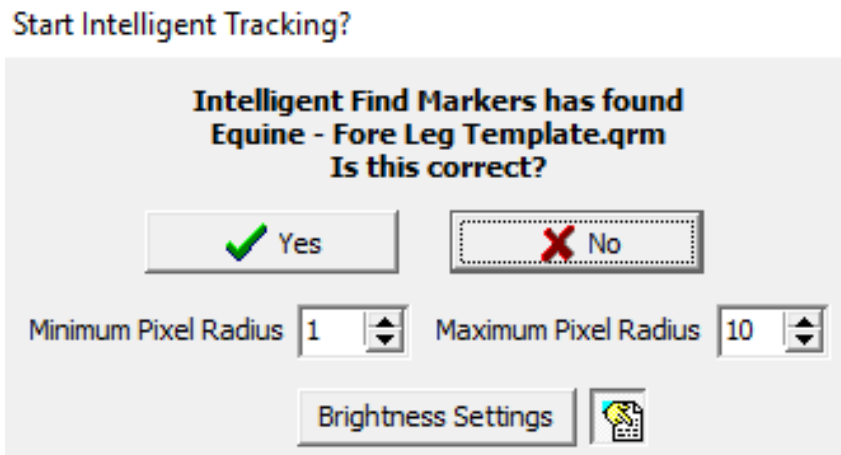 Start Intelligent Tracking?
Intelligent Find Markers has found
Equine - Fore Leg Template.qrm
Is this correct?
Yes No
Minimum Pixel Radius 1 Maximum Pixel Radius 10
Brightness Settings